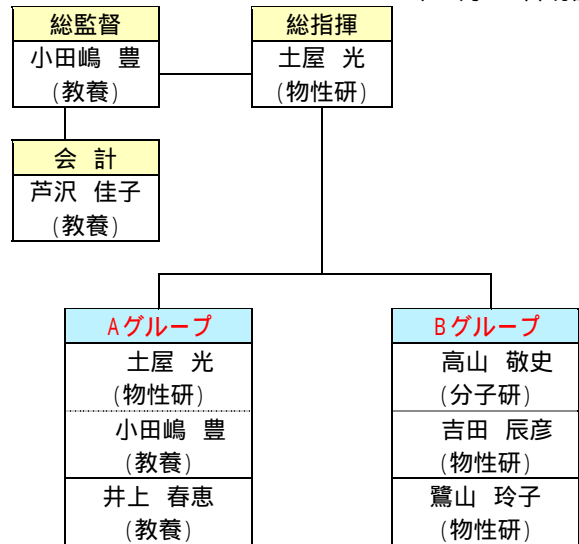 総監督
小田嶋 豊
(教養)
総指揮
土屋 光
(物性研)
会 計
芦沢 佳子
(教養)
Aグループ
土屋 光
(物性研)
小田嶋 豊
(教養)
井上 春恵
(教養)
Bグループ
高山 敬史
(分子研)
吉田 辰彦
(物性研)
鷺山 玲子
(物性研)